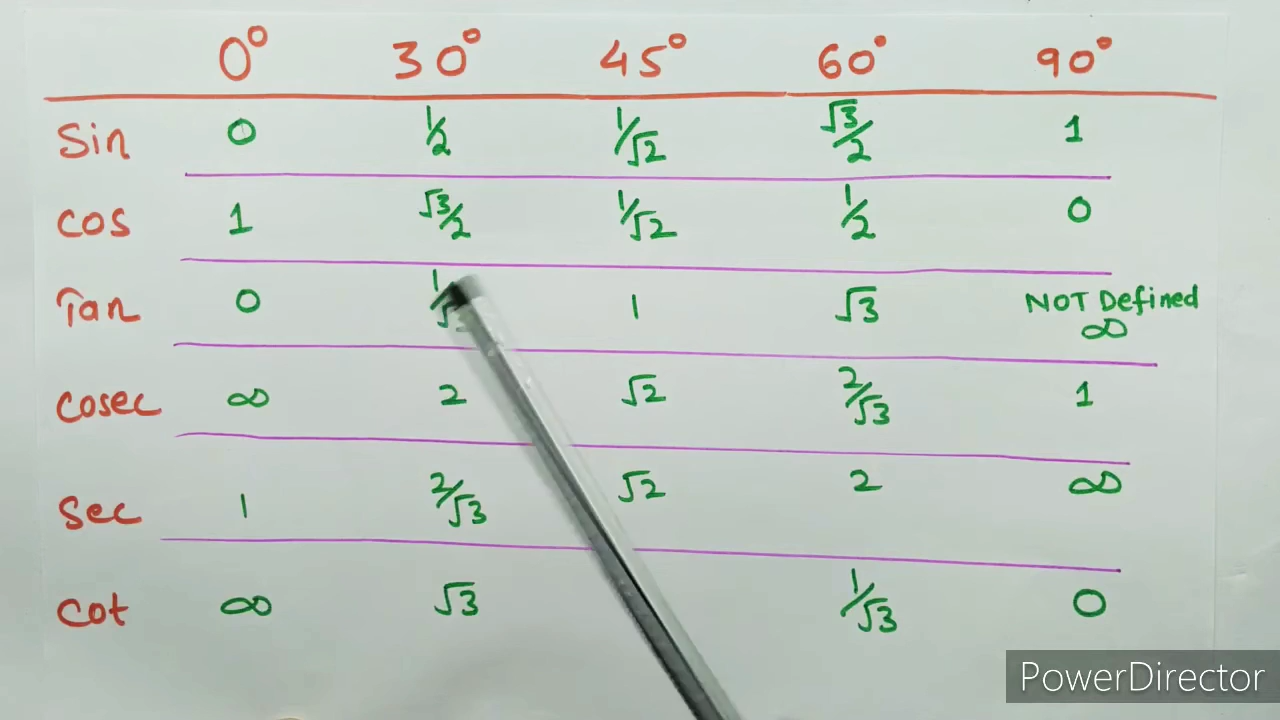 0° 30° 45° 60° 90°
Sin 0 1/2 1/√2 √3/2 1
cos 1 √3/2 1/√2 1/2 0
Tan 0 1 √3 NOT Defined
∞
cosec ∞ 2 √2 2/√3 1
sec 1 2/√3 √2 2 ∞
cot ∞ √3 1/√3 0
PowerDirector